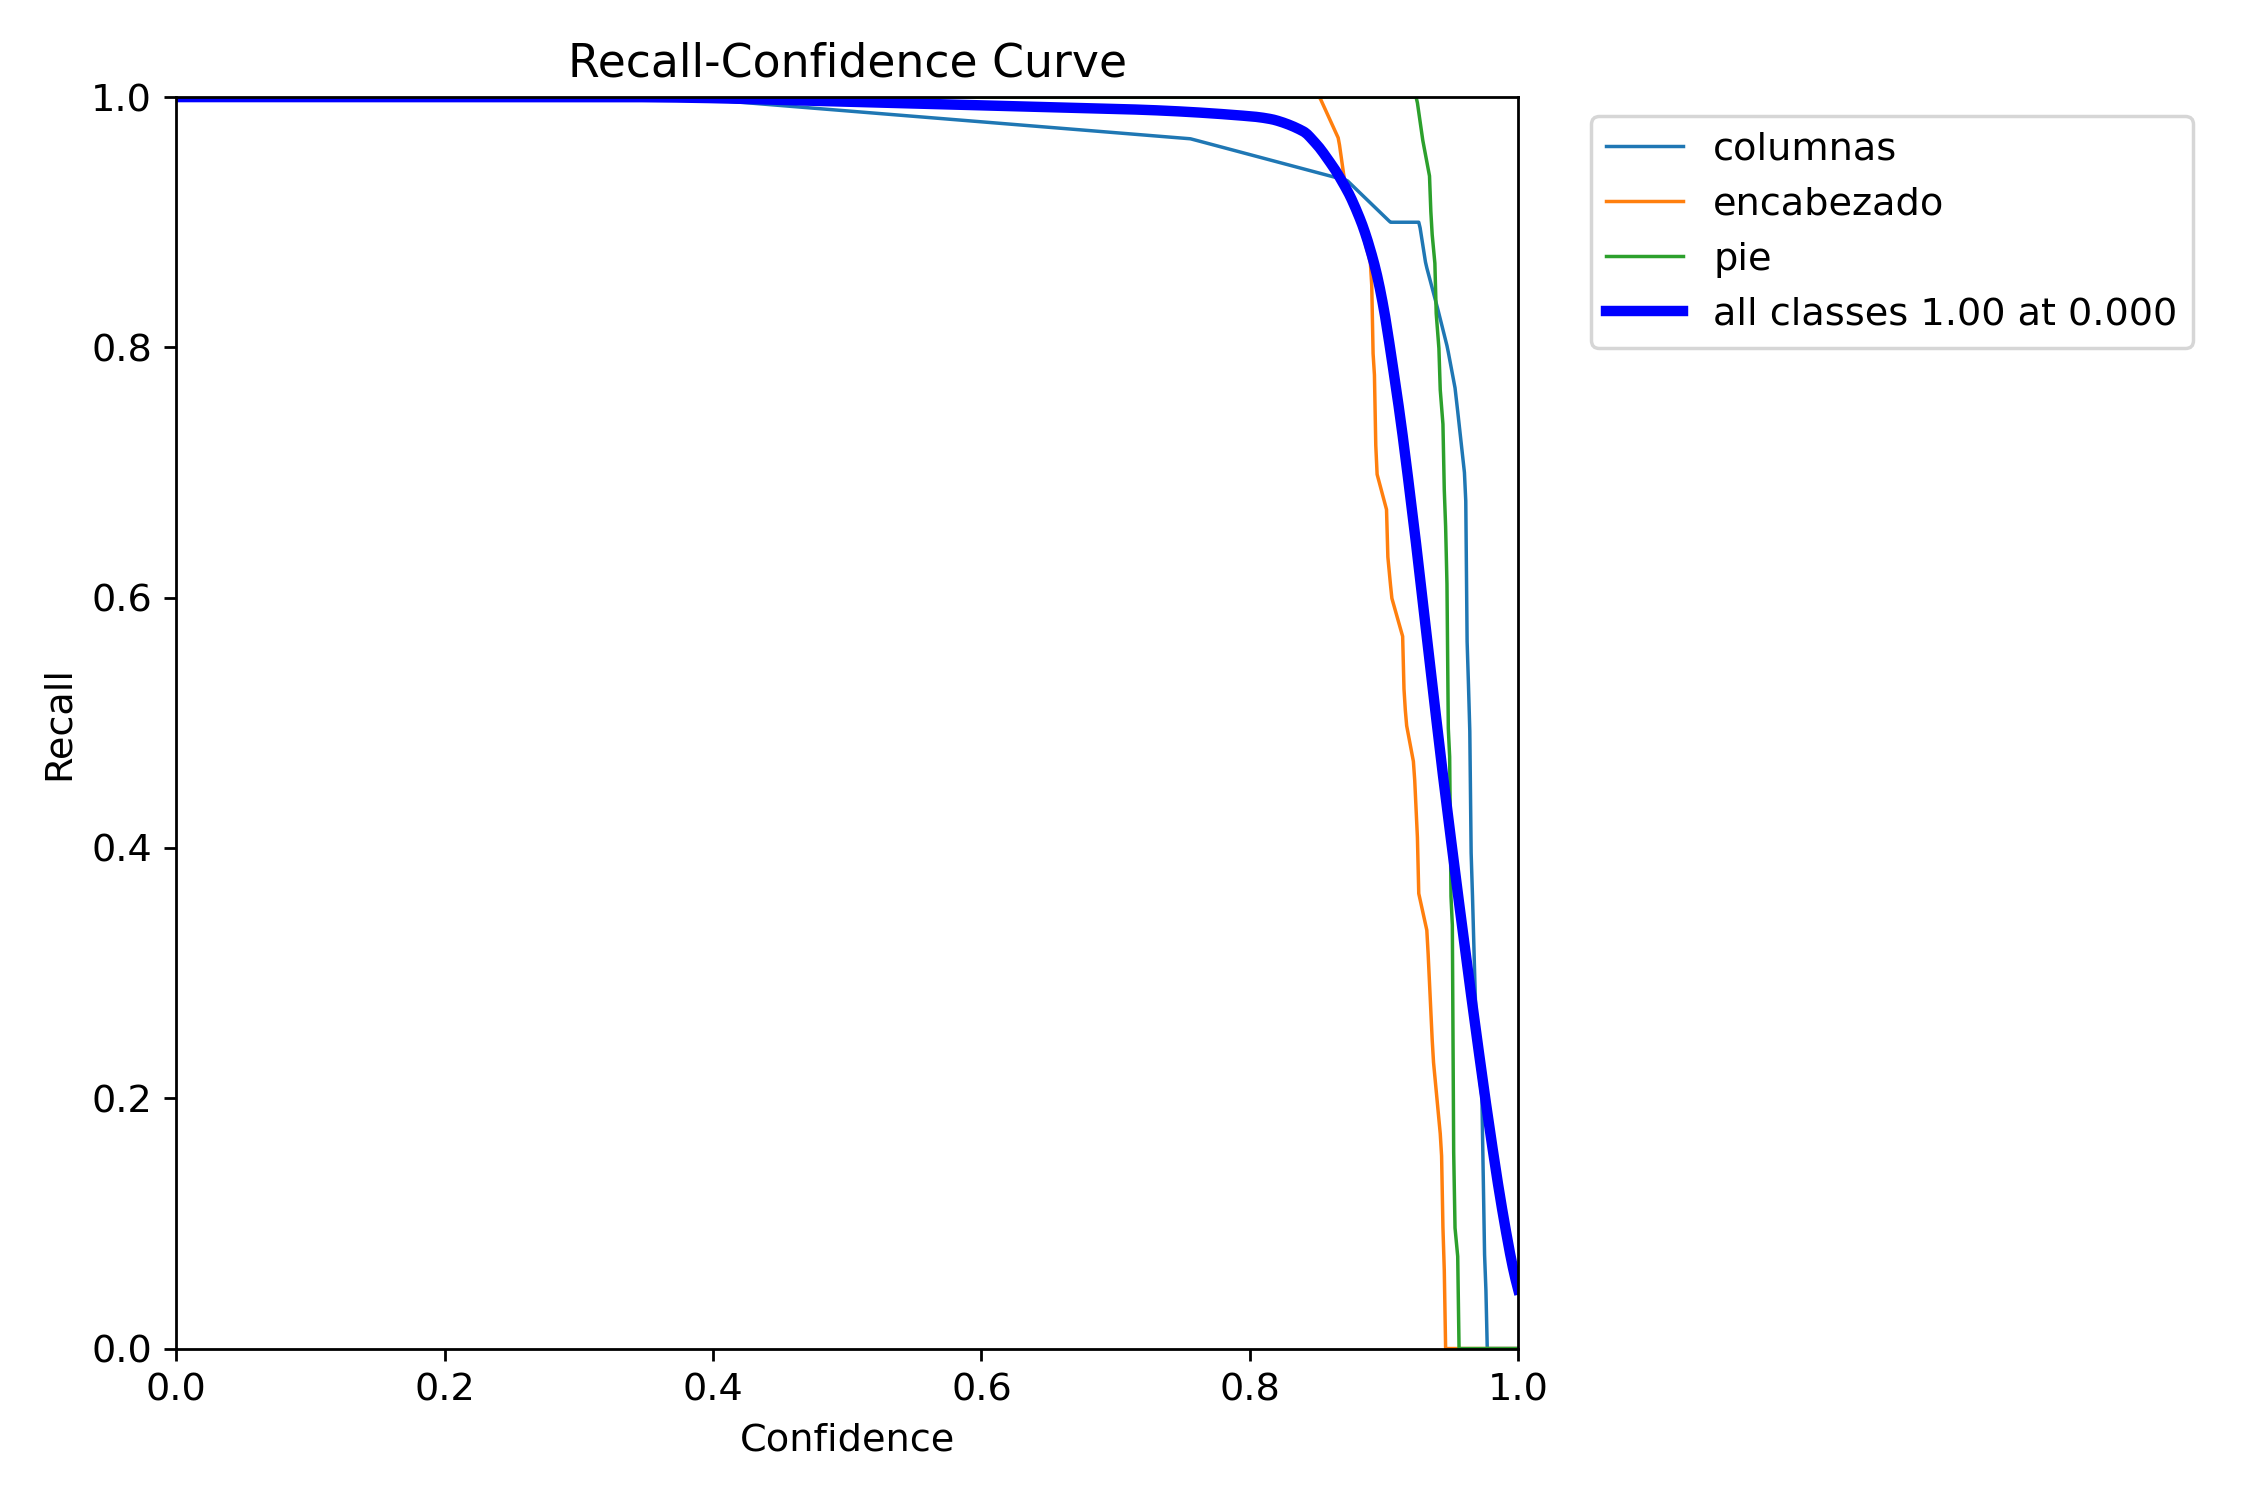 Recall-Confidence Curve
1.0
0.8
0.6
0.4
0.2
0.0
Recall
0.0 0.2 0.4 0.6 0.8 1.0
Confidence
columnas
encabezado
pie
all classes 1.00 at 0.000